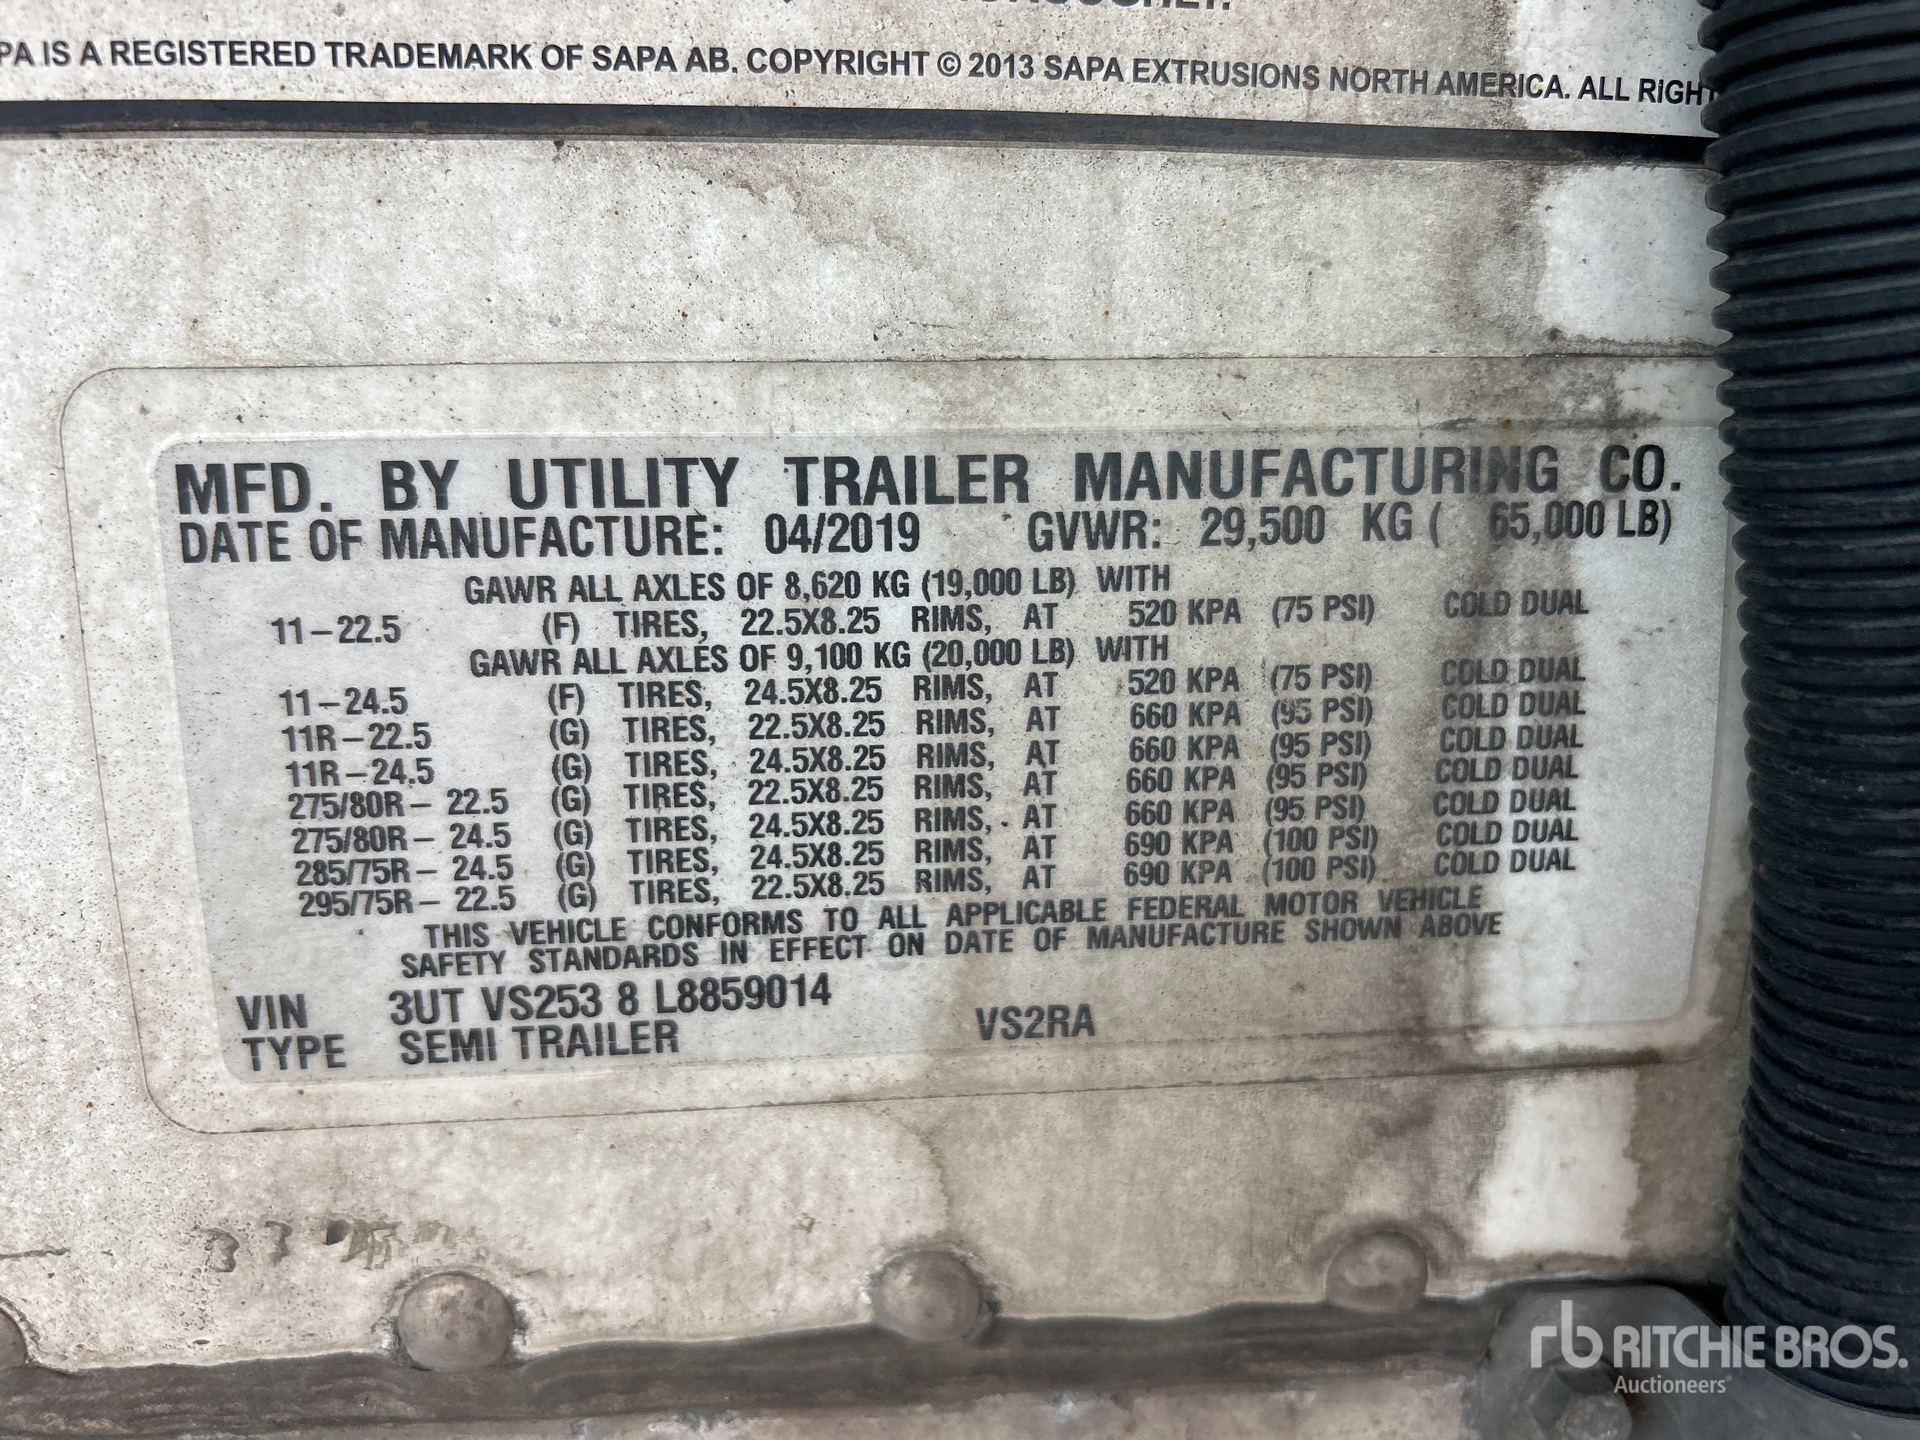 PA IS A REGISTERED TRADEMARK OF SAPA AB. COPYRIGHT © 2013 SAPA EXTRUSIONS NORTH AMERICA. ALL RIGHT
MFD. BY UTILITY TRAILER MANUFACTURING CO.
DATE OF MANUFACTURE: 04/2019 GVWR: 29,500 KG ( 65,000 LB)
GAWR ALL AXLES OF 8,620 KG (19,000 LB) WITH
11-22.5 (F) TIRES, 22.5X8.25 RIMS, AT 520 KPA (75 PSI) COLD DUAL
GAWR ALL AXLES OF 9,100 KG (20,000 LB) WITH
11-24.5 (F) TIRES, 24.5X8.25 RIMS, AT 520 KPA (75 PSI) COLD DUAL
11R-22.5 (G) TIRES, 22.5X8.25 RIMS, AT 660 KPA (95 PSI) COLD DUAL
11R-24.5 (G) TIRES, 24.5X8.25 RIMS, AT 660 KPA (95 PSI) COLD DUAL
275/80R- 22.5 (G) TIRES, 22.5X8.25 RIMS, AT 660 KPA (95 PSI) COLD DUAL
275/80R- 24.5 (G) TIRES, 24.5X8.25 RIMS, AT 660 KPA (95 PSI) COLD DUAL
285/75R- 24.5 (G) TIRES, 24.5X8.25 RIMS, AT 690 KPA (100 PSI) COLD DUAL
295/75R- 22.5 (G) TIRES, 22.5X8.25 RIMS, AT 690 KPA (100 PSI) COLD DUAL
THIS VEHICLE CONFORMS TO ALL APPLICABLE FEDERAL MOTOR VEHICLE
SAFETY STANDARDS IN EFFECT ON DATE OF MANUFACTURE SHOWN ABOVE
VIN 3UT VS253 8 L8859014
TYPE SEMI TRAILER VS2RA
rb RITCHIE BROS.
Auctioneers